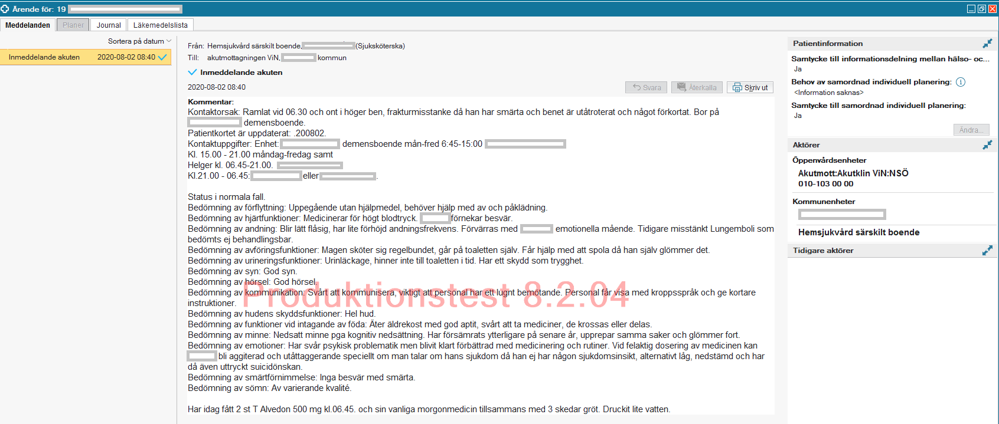 Ärende för: 19
Meddelanden Planer Journal Läkemedelslista
Sortera på datum
Inmeddelande akuten 2020-08-02 08:40
Från: Hemsjukvård särskilt boende, (Sjuksköterska)
Till: akutmottagningen ViN, kommun
Inmeddelande akuten
2020-08-02 08:40
Svara Återkalla Skriv ut
Kommentar:
Kontaktorsak: Ramlat vid 06.30 och ont i höger ben, frakturmisstanke då han har smärta och benet är utåtroterat och något förkortat. Bor på
demensboende.
Patientkortet är uppdaterat: .200802.
Kontaktuppgifter: Enhet: demensboende mån-fred 6:45-15:00
Kl. 15.00 - 21.00 måndag-fredag samt
Helger kl. 06.45-21.00.
Kl.21.00 - 06.45: eller .
Status i normala fall.
Bedömning av förflyttning: Uppegående utan hjälpmedel, behöver hjälp med av och påklädning.
Bedömning av hjärtfunktioner: Medicinerar för högt blodtryck. förnekar besvär.
Bedömning av andning: Blir lätt flåsig, har lite förhöjd andningsfrekvens. Förvärras med emotionella mående. Tidigare misstänkt Lungemboli som
bedömts ej behandlingsbar.
Bedömning av avföringsfunktioner: Magen sköter sig regelbundet, går på toaletten själv. Får hjälp med att spola då han själv glömmer det.
Bedömning av urineringsfunktioner: Urinläckage, hinner inte till toaletten i tid. Har ett skydd som trygghet.
Bedömning av syn: God syn.
Bedömning av hörsel: God hörsel.
Bedömning av kommunikation: Svårt att kommunisera, viktigt att personal har ett lugnt bemötande. Personal får visa med kroppsspråk och ge kortare
instruktioner.
Produktionstest 8.2.04
Bedömning av hudens skyddsfunktioner: Hel hud.
Bedömning av funktioner vid intagande av föda: Äter äldrekost med god aptit, svårt att ta mediciner, de krossas eller delas.
Bedömning av minne: Nedsatt minne pga kognitiv nedsättning. Har försämrats ytterligare på senare år, upprepar samma saker och glömmer fort.
Bedömning av emotioner: Har svår psykisk problematik men blivit klart förbättrad med medicinering och rutiner. Vid felaktig dosering av medicinen kan
bli aggiterad och utåttaggerande speciellt om man talar om hans sjukdom då han ej har någon sjukdomsinsikt, alternativt låg, nedstämd och har
då även uttryckt suicidönskan.
Bedömning av smärtförnimmelse: Inga besvär med smärta.
Bedömning av sömn: Av varierande kvalité.
Har idag fått 2 st T Alvedon 500 mg kl.06.45. och sin vanliga morgonmedicin tillsammans med 3 skedar gröt. Druckit lite vatten.
Patientinformation
Samtycke till informationsdelning mellan hälso- oc...
Ja
Behov av samordnad individuell planering:
<Information saknas>
Samtycke till samordnad individuell planering:
Ja
Ändra...
Aktörer
Öppenvårdsenheter
Akutmott:Akutklin ViN:NSÖ
010-103 00 00
Kommunenheter
Hemsjukvård särskilt boende
Tidigare aktörer